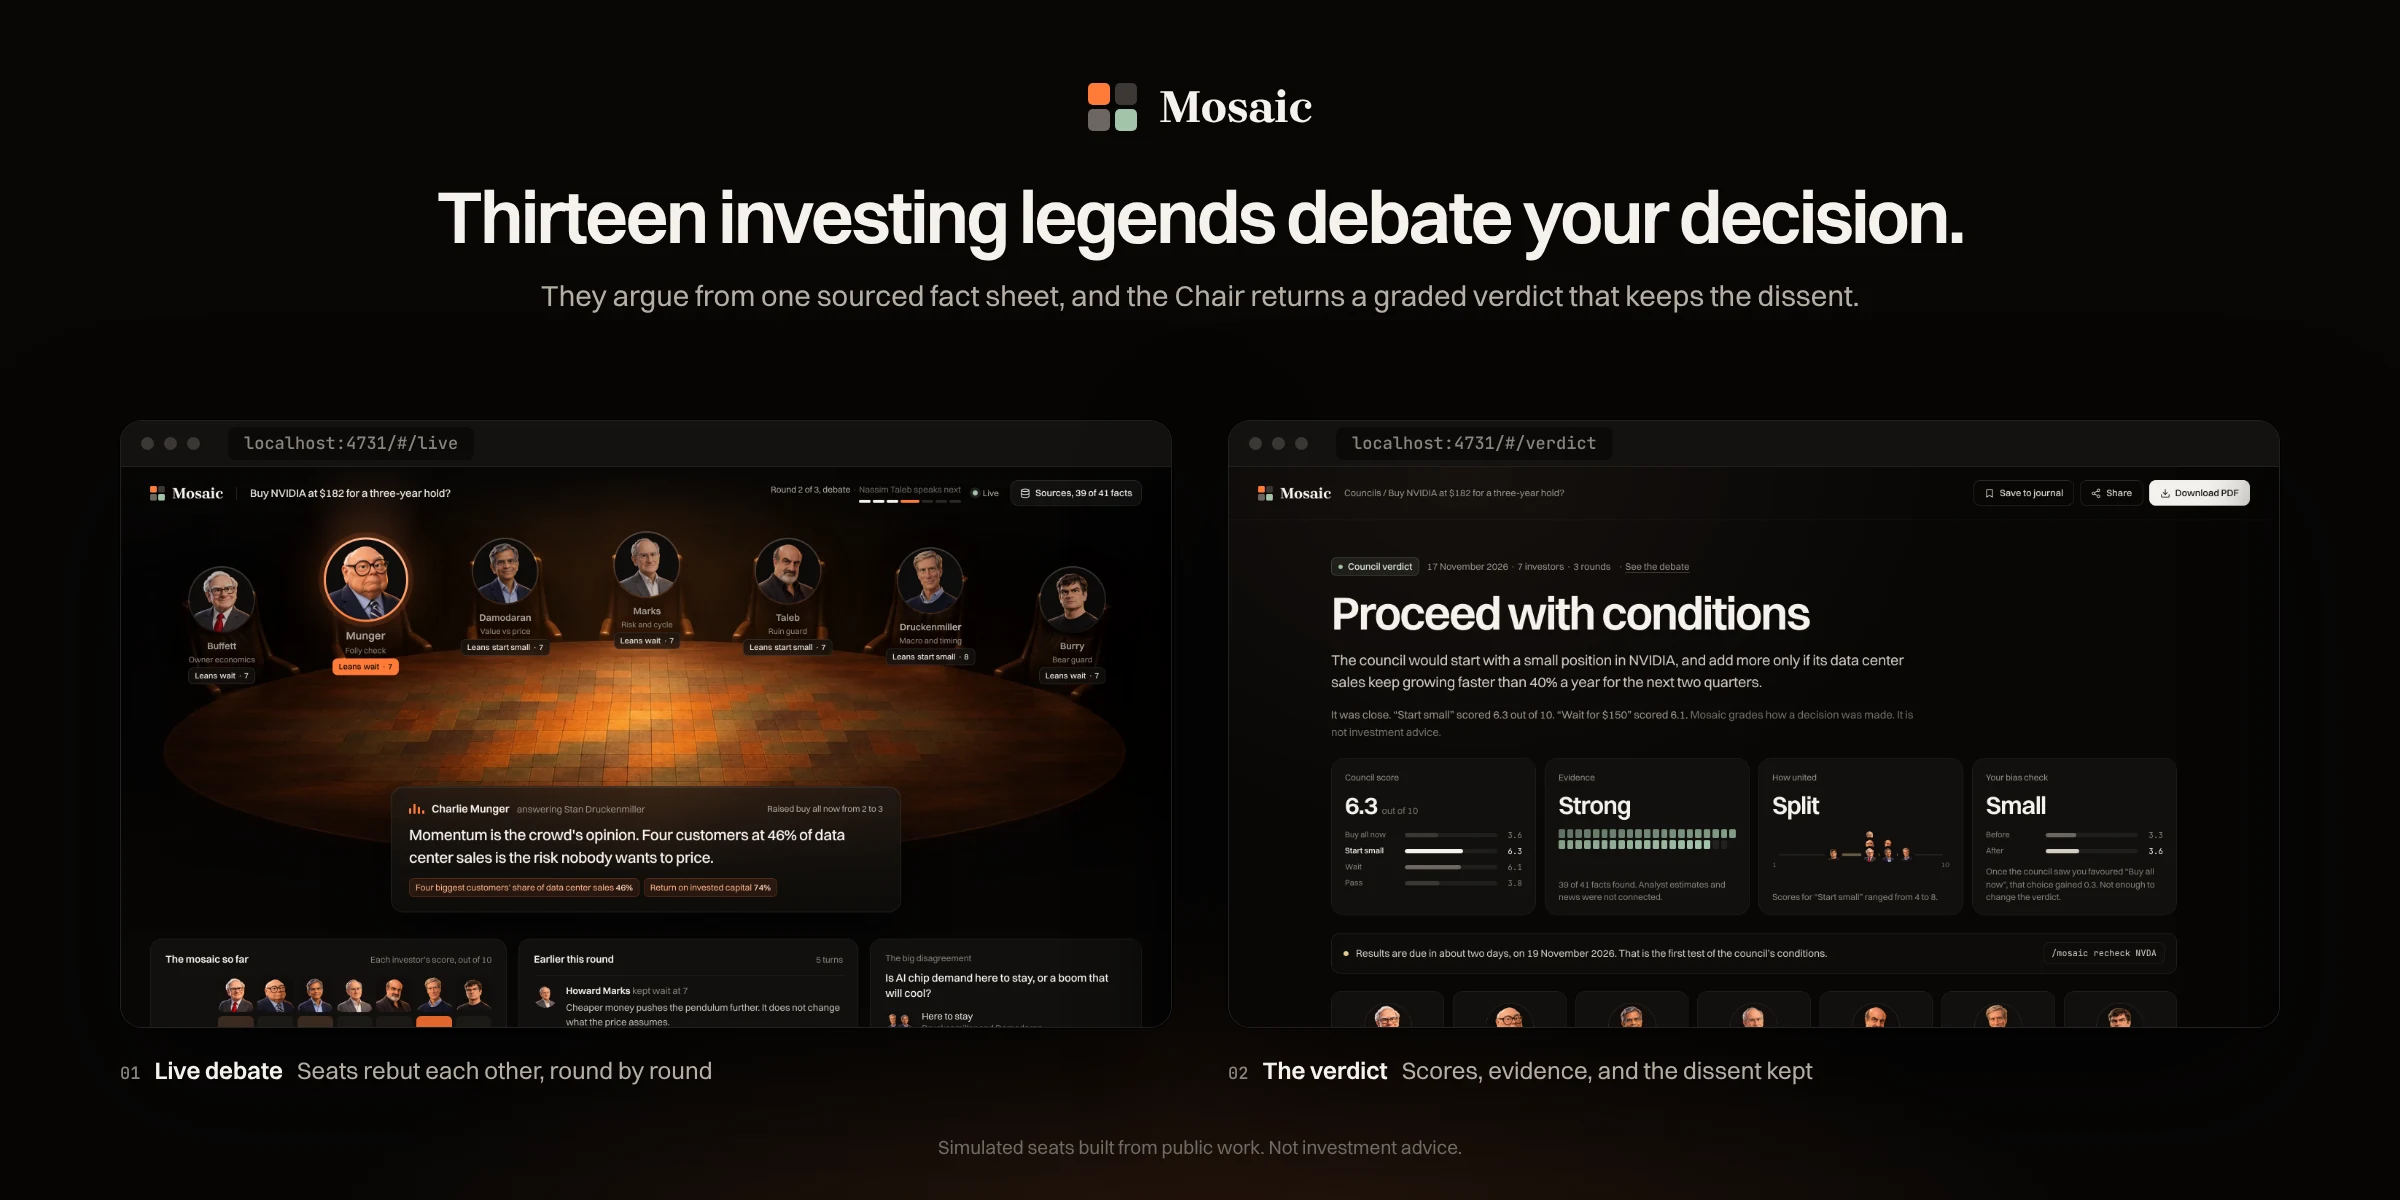 Mosaic
Thirteen investing legends debate your decision.
They argue from one sourced fact sheet, and the Chair returns a graded verdict that keeps the dissent.
localhost:4731/#/live
Mosaic
Buy NVIDIA at $182 for a three-year hold?
Round 2 of 3, debate · Nassim Taleb speaks next
Live
Sources, 39 of 41 facts
Buffett
Owner economics
Leans wait · 7
Munger
Folly check
Leans wait · 7
Damodaran
Value vs price
Leans start small · 7
Marks
Risk and cycle
Leans wait · 7
Taleb
Ruin guard
Leans start small · 7
Druckenmiller
Macro and timing
Leans start small · 8
Burry
Bear guard
Leans wait · 7
Charlie Munger answering Stan Druckenmiller
Raised buy all now from 2 to 3
Momentum is the crowd's opinion. Four customers at 46% of data
center sales is the risk nobody wants to price.
Four biggest customers' share of data center sales 46%
Return on invested capital 74%
The mosaic so far
Each investor's score, out of 10
Earlier this round
5 turns
Howard Marks kept wait at 7
Cheaper money pushes the pendulum further. It does not change
what the price assumes.
The big disagreement
Is AI chip demand here to stay, or a boom that
will cool?
Here to stay
01 Live debate Seats rebut each other, round by round
localhost:4731/#/verdict
Mosaic
Councils / Buy NVIDIA at $182 for a three-year hold?
Save to journal
Share
Download PDF
Council verdict
17 November 2026 · 7 investors · 3 rounds · See the debate
Proceed with conditions
The council would start with a small position in NVIDIA, and add more only if its data center
sales keep growing faster than 40% a year for the next two quarters.
It was close. “Start small” scored 6.3 out of 10. “Wait for $150” scored 6.1. Mosaic grades how a decision was made. It is
not investment advice.
Council score
6.3 out of 10
Buy all now 3.6
Start small 6.3
Wait 6.1
Pass 3.8
Evidence
Strong
39 of 41 facts found. Analyst estimates and
news were not connected.
How united
Split
1 10
Scores for “Start small” ranged from 4 to 8.
Your bias check
Small
Before 3.3
After 3.6
Once the council saw you favoured “Buy all
now”, that choice gained 0.3. Not enough to
change the verdict.
Results are due in about two days, on 19 November 2026. That is the first test of the council's conditions.
/mosaic recheck NVDA
02 The verdict Scores, evidence, and the dissent kept
Simulated seats built from public work. Not investment advice.